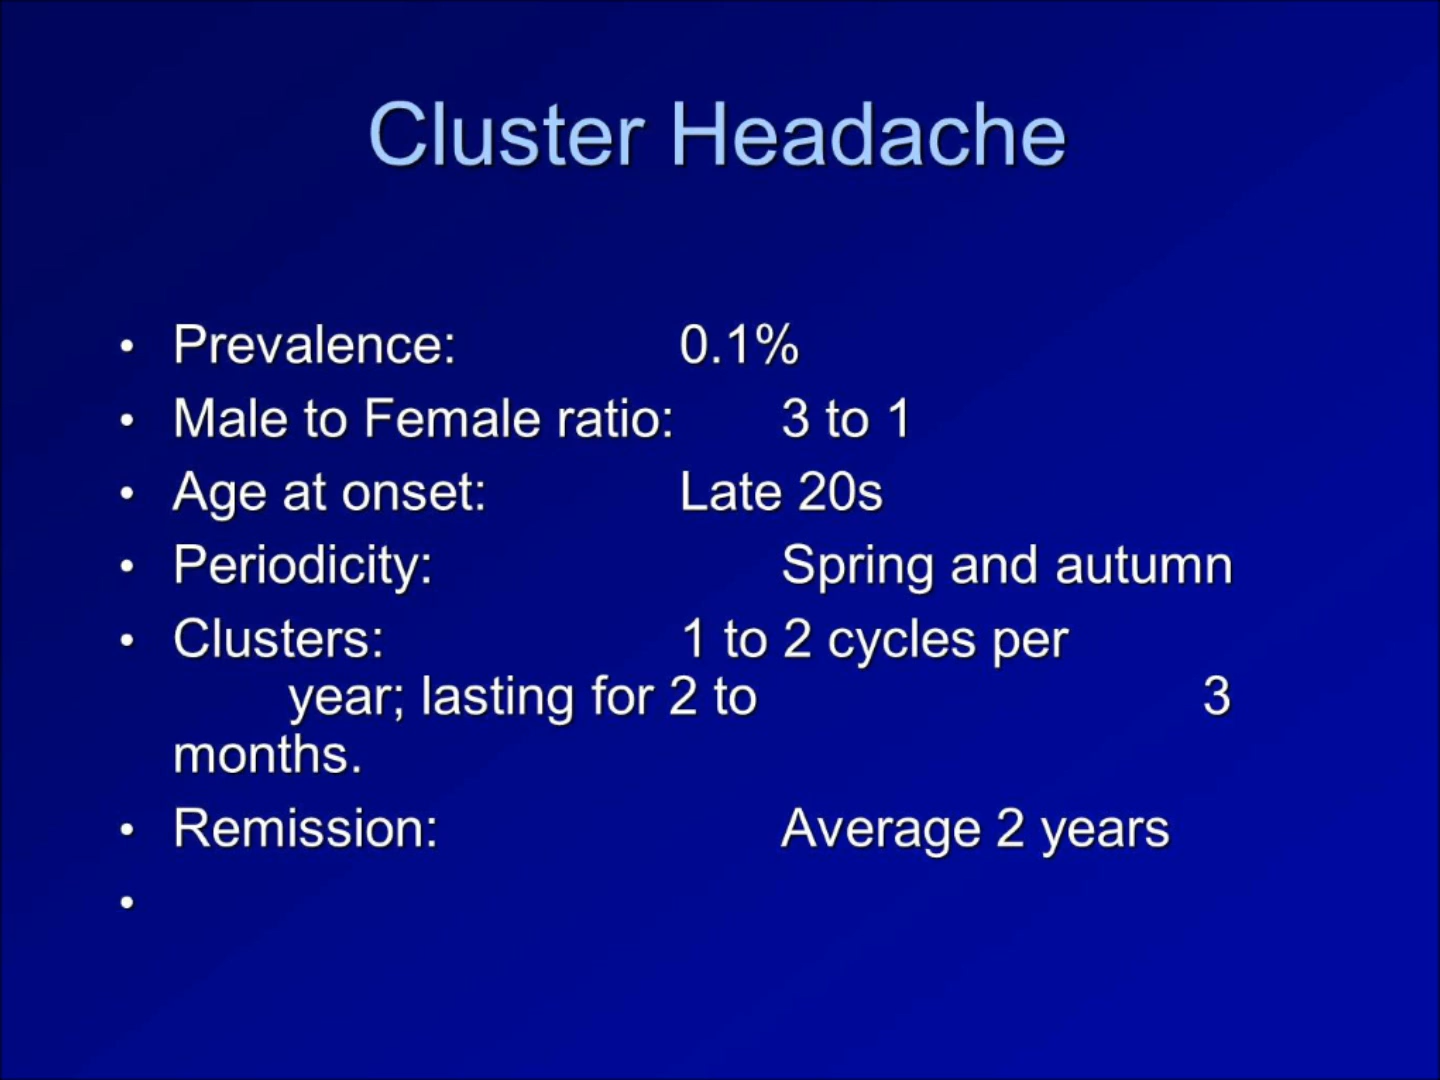 Cluster Headache
• Prevalence: 0.1%
• Male to Female ratio: 3 to 1
• Age at onset: Late 20s
• Periodicity: Spring and autumn
• Clusters: 1 to 2 cycles per
year; lasting for 2 to 3
months.
• Remission: Average 2 years
•